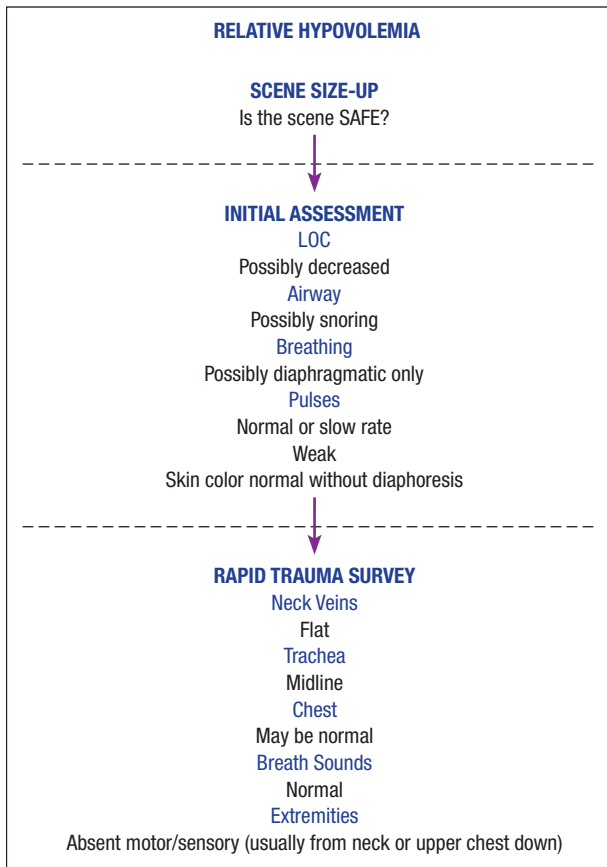 RELATIVE HYPOVOLEMIA
SCENE SIZE-UP
Is the scene SAFE?
INITIAL ASSESSMENT
LOC
Possibly decreased
Airway
Possibly snoring
Breathing
Possibly diaphragmatic only
Pulses
Normal or slow rate
Weak
Skin color normal without diaphoresis
RAPID TRAUMA SURVEY
Neck Veins
Flat
Trachea
Midline
Chest
May be normal
Breath Sounds
Normal
Extremities
Absent motor/sensory (usually from neck or upper chest down)